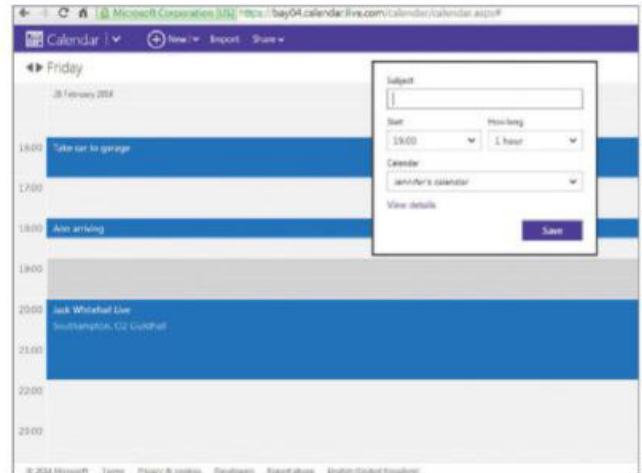 Microsoft Corporation [US] https://bay04.calendar.live.com/calendar/calendar.aspx#
Calendar New Import Share
Friday
28 February 2014
Subject
Start How long
19:00 1 hour
Calendar
Jennifer's calendar
View details
Save
16:00 Take car to garage
17:00
18:00 Ann arriving
19:00
20:00 Jack Whitehall Live
Southampton, O2 Guildhall
21:00
22:00
23:00
© 2014 Microsoft Terms Privacy & cookies Developers Report abuse English (United Kingdom)